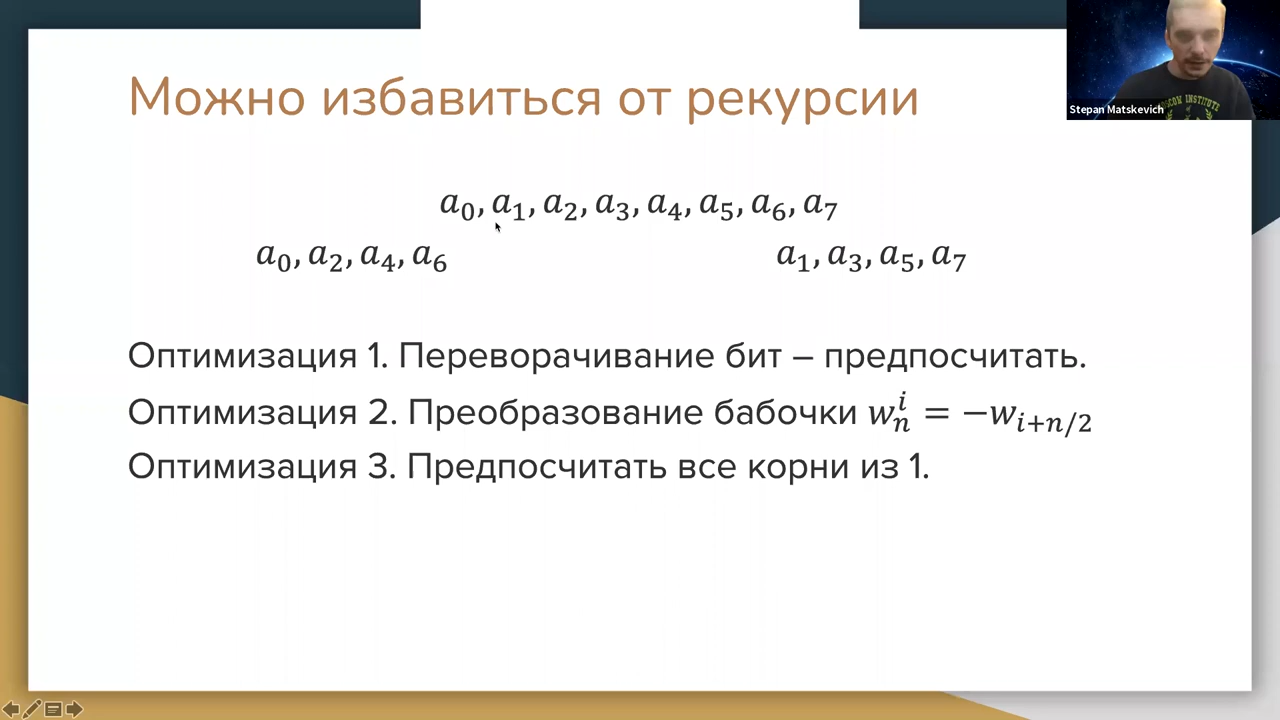 Можно избавиться от рекурсии
Stepan Matskevich
a₀, a₁, a₂, a₃, a₄, a₅, a₆, a₇
a₀, a₂, a₄, a₆ a₁, a₃, a₅, a₇
Оптимизация 1. Переворачивание бит – предпосчитать.
Оптимизация 2. Преобразование бабочки wₙⁱ = −w_{i+n/2}
Оптимизация 3. Предпосчитать все корни из 1.